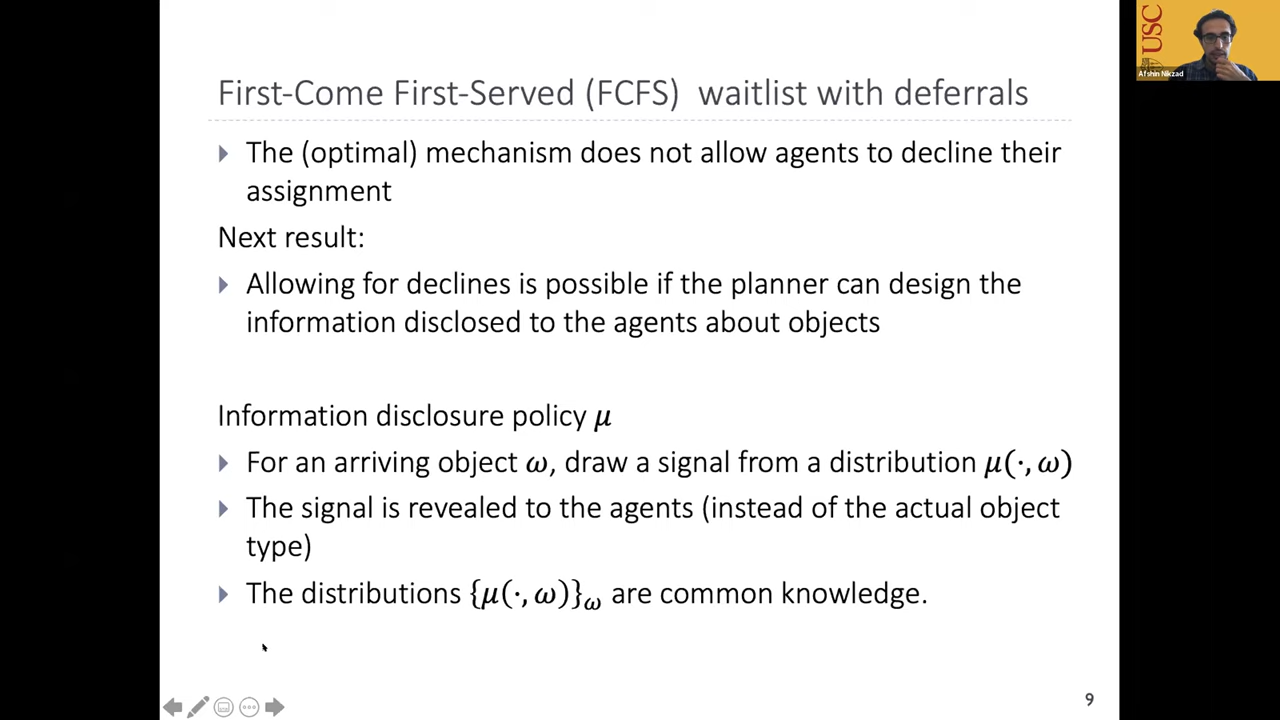 USC
Afshin Nikzad
First-Come First-Served (FCFS) waitlist with deferrals
The (optimal) mechanism does not allow agents to decline their
assignment
Next result:
Allowing for declines is possible if the planner can design the
information disclosed to the agents about objects
Information disclosure policy μ
For an arriving object ω, draw a signal from a distribution μ(·, ω)
The signal is revealed to the agents (instead of the actual object
type)
The distributions {μ(·, ω)}ω are common knowledge.
9